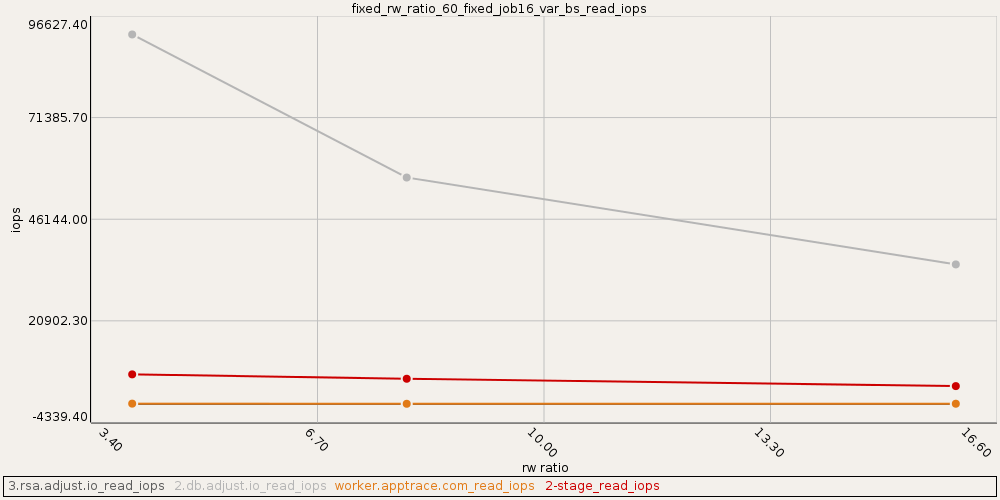 fixed_rw_ratio_60_fixed_job16_var_bs_read_iops
96627.40
71385.70
46144.00
20902.30
-4339.40
iops
3.40 6.70 10.00 13.30 16.60
rw ratio
3.rsa.adjust.io_read_iops 2.db.adjust.io_read_iops worker.apptrace.com_read_iops 2-stage_read_iops